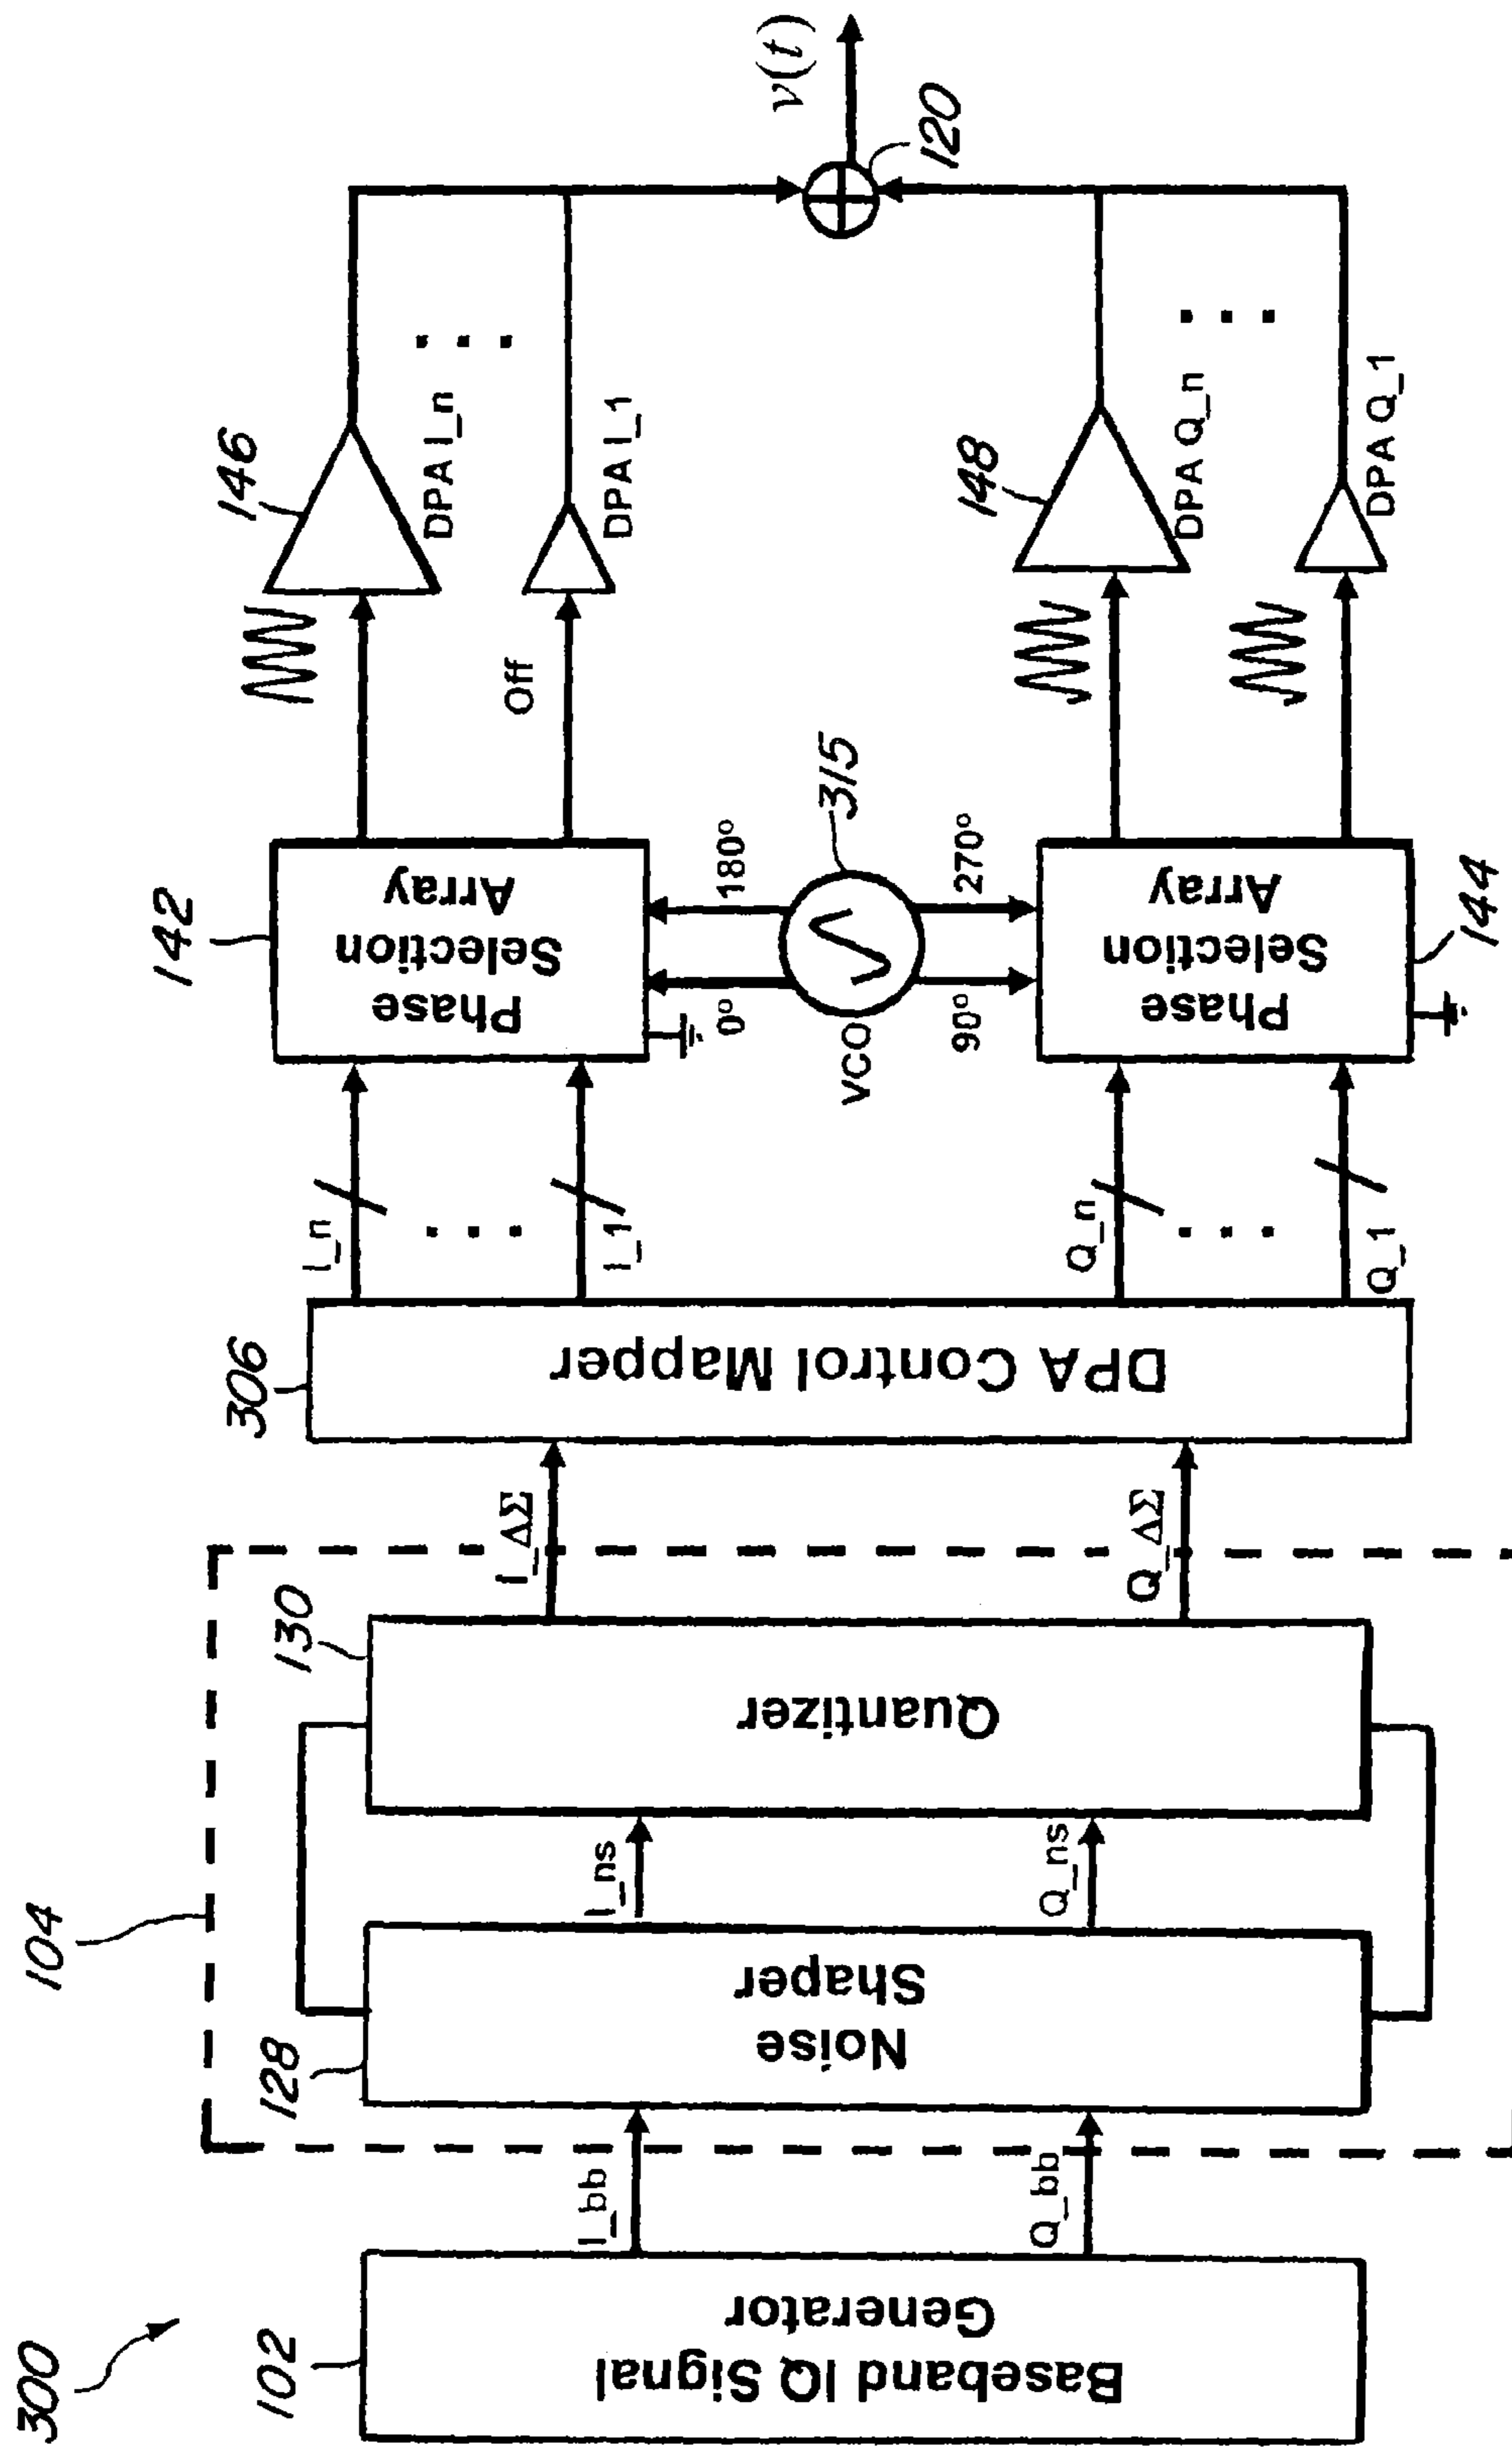 300
102
Baseband IQ Signal
Generator
I_bb
Q_bb
104
128
Noise
Shaper
I_ns
Q_ns
130
Quantizer
I_ΔΣ
Q_ΔΣ
306
DPA Control Mapper
I_n
. . .
I_1
Q_n
. . .
Q_1
142
Phase
Selection
Array
0°
180°
VCO
315
90°
270°
Phase
Selection
Array
144
Off
146
DPA I_n
. . .
DPA I_1
148
DPA Q_n
. . .
DPA Q_1
120
v(t)